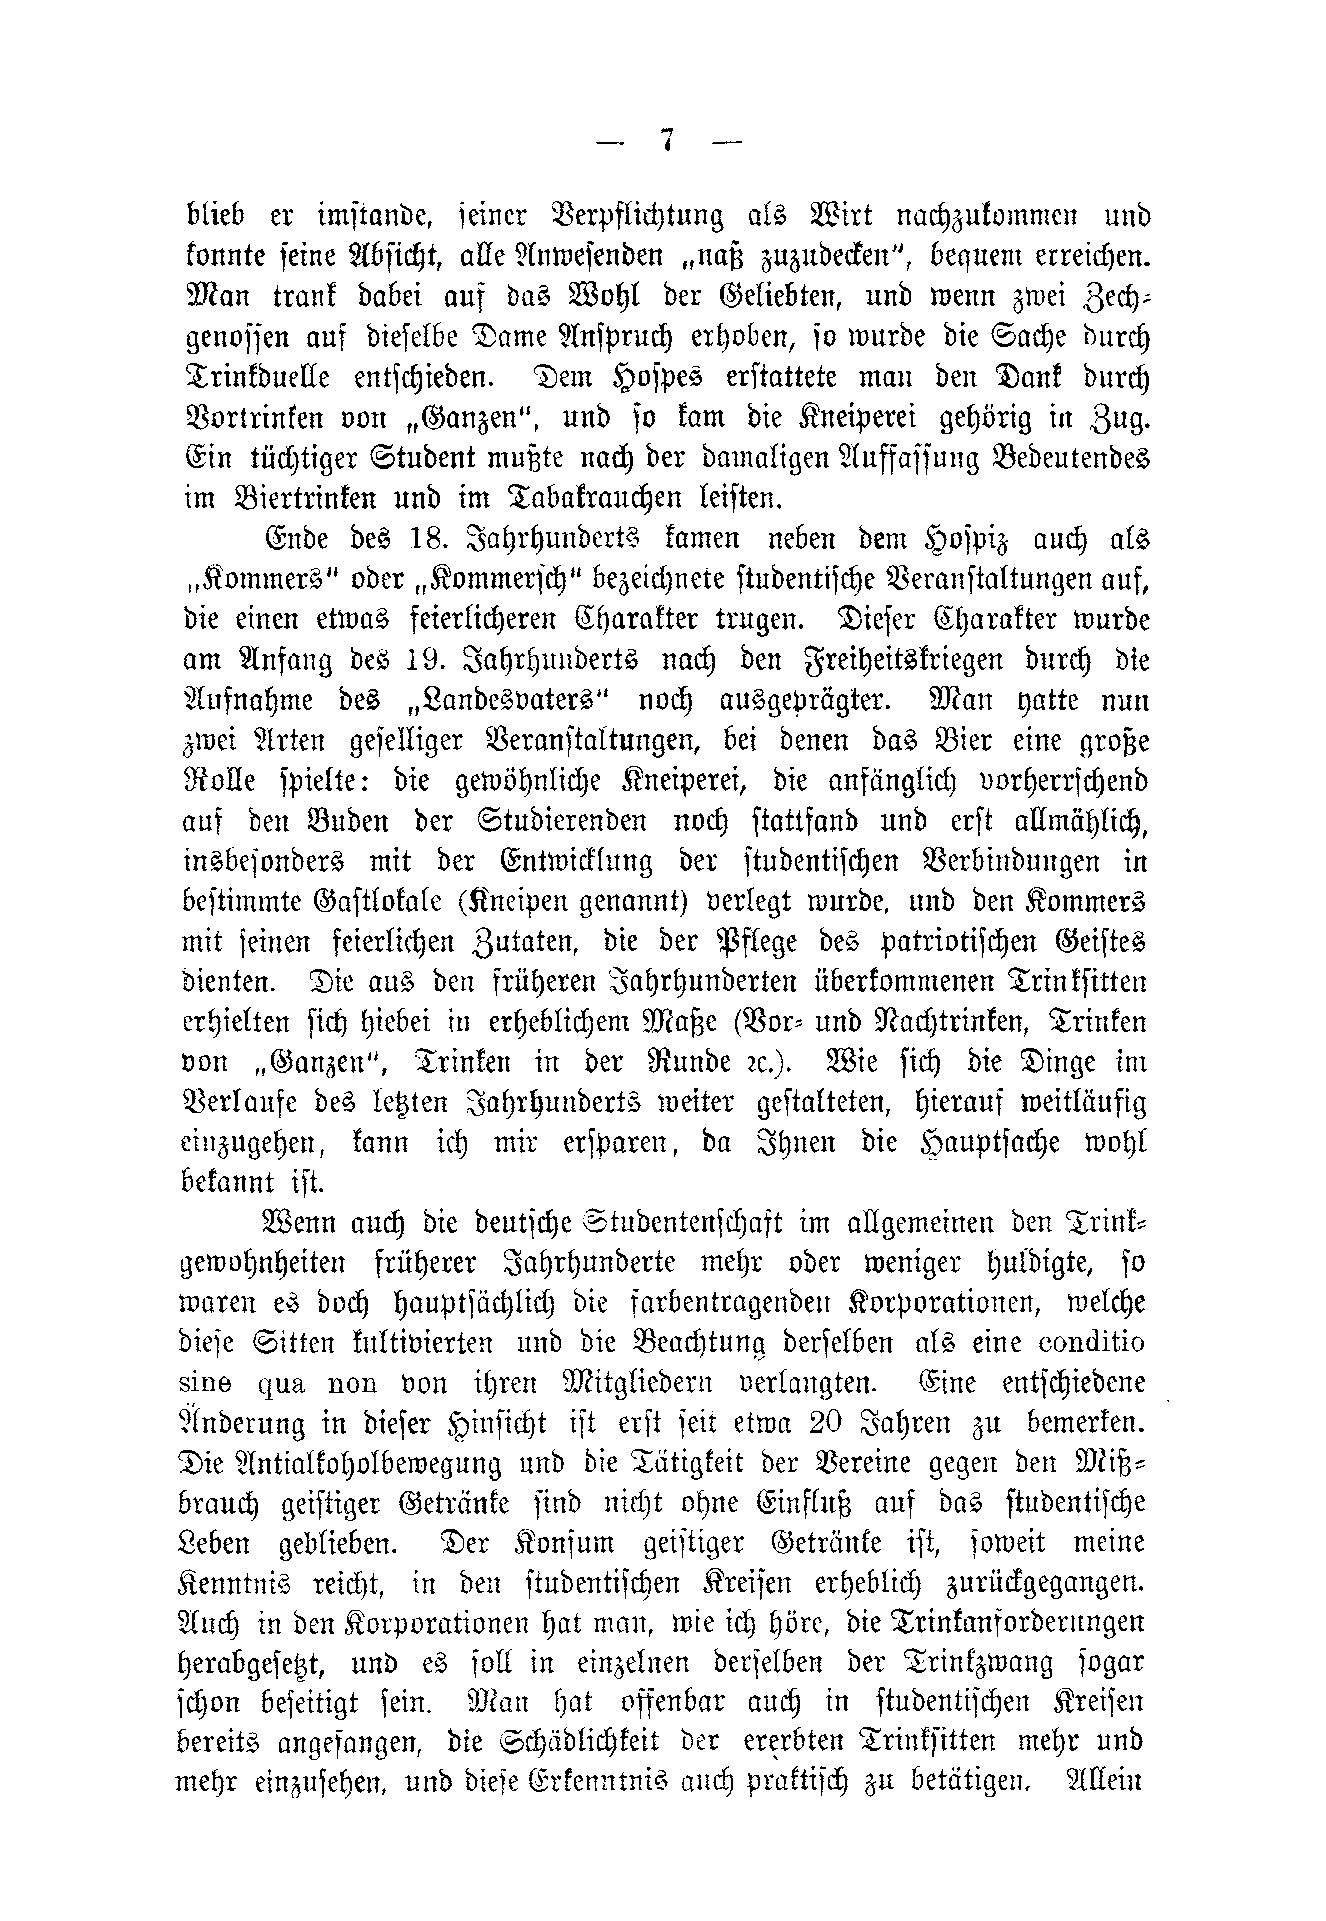 — 7 —
blieb er imstande, seiner Verpflichtung als Wirt nachzukommen und
konnte seine Absicht, alle Anwesenden „naß zuzudecken“, bequem erreichen.
Man trank dabei auf das Wohl der Geliebten, und wenn zwei Zech-
genossen auf dieselbe Dame Anspruch erhoben, so wurde die Sache durch
Trinkduelle entschieden. Dem Hospes erstattete man den Dank durch
Vortrinken von „Ganzen“, und so kam die Kneiperei gehörig in Zug.
Ein tüchtiger Student mußte nach der damaligen Auffassung Bedeutendes
im Biertrinken und im Tabakrauchen leisten.
Ende des 18. Jahrhunderts kamen neben dem Hospiz auch als
„Kommers“ oder „Kommersch“ bezeichnete studentische Veranstaltungen auf,
die einen etwas feierlicheren Charakter trugen. Dieser Charakter wurde
am Anfang des 19. Jahrhunderts nach den Freiheitskriegen durch die
Aufnahme des „Landesvaters“ noch ausgeprägter. Man hatte nun
zwei Arten geselliger Veranstaltungen, bei denen das Bier eine große
Rolle spielte: die gewöhnliche Kneiperei, die anfänglich vorherrschend
auf den Buden der Studierenden noch stattfand und erst allmählich,
insbesonders mit der Entwicklung der studentischen Verbindungen in
bestimmte Gastlokale (Kneipen genannt) verlegt wurde, und den Kommers
mit seinen feierlichen Zutaten, die der Pflege des patriotischen Geistes
dienten. Die aus den früheren Jahrhunderten überkommenen Trinksitten
erhielten sich hiebei in erheblichem Maße (Vor- und Nachtrinken, Trinken
von „Ganzen“, Trinken in der Runde ꝛc.). Wie sich die Dinge im
Verlaufe des letzten Jahrhunderts weiter gestalteten, hierauf weitläufig
einzugehen, kann ich mir ersparen, da Ihnen die Hauptsache wohl
bekannt ist.
Wenn auch die deutsche Studentenschaft im allgemeinen den Trink-
gewohnheiten früherer Jahrhunderte mehr oder weniger huldigte, so
waren es doch hauptsächlich die farbentragenden Korporationen, welche
diese Sitten kultivierten und die Beachtung derselben als eine conditio
sine qua non von ihren Mitgliedern verlangten. Eine entschiedene
Änderung in dieser Hinsicht ist erst seit etwa 20 Jahren zu bemerken.
Die Antialkoholbewegung und die Tätigkeit der Vereine gegen den Miß-
brauch geistiger Getränke sind nicht ohne Einfluß auf das studentische
Leben geblieben. Der Konsum geistiger Getränke ist, soweit meine
Kenntnis reicht, in den studentischen Kreisen erheblich zurückgegangen.
Auch in den Korporationen hat man, wie ich höre, die Trinkanforderungen
herabgesetzt, und es soll in einzelnen derselben der Trinkzwang sogar
schon beseitigt sein. Man hat offenbar auch in studentischen Kreisen
bereits angefangen, die Schädlichkeit der ererbten Trinksitten mehr und
mehr einzusehen, und diese Erkenntnis auch praktisch zu betätigen. Allein